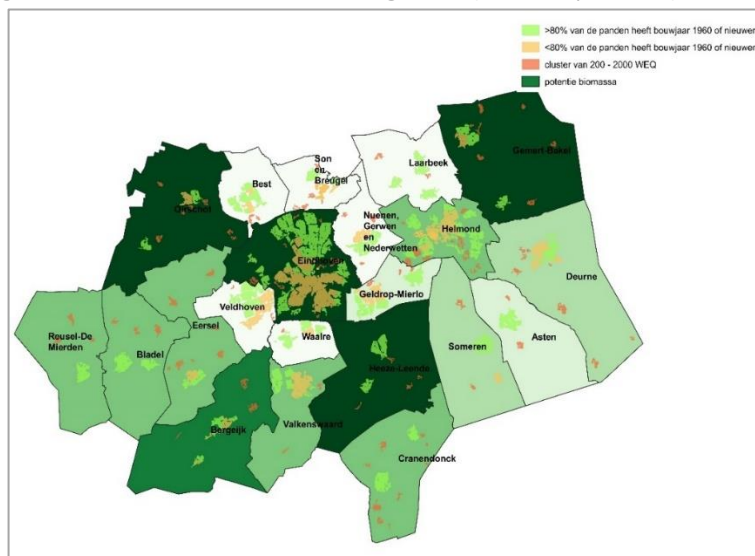 >80% van de panden heeft bouwjaar 1960 of nieuwer
<80% van de panden heeft bouwjaar 1960 of nieuwer
cluster van 200 - 2000 WEQ
potentie biomassa
Gemert-Bakel
Son
en
Breugel
Laarbeek
Best
Oirschot
Nuenen,
Gerwen
en
Nederwetten
Helmond
Eindhoven
Deurne
Geldrop-Mierlo
Veldhoven
Eersel
Reusel-De
Mierden
Bladel
Waalre
Someren
Asten
Heeze-Leende
Bergeijk
Valkenswaard
Cranendonck